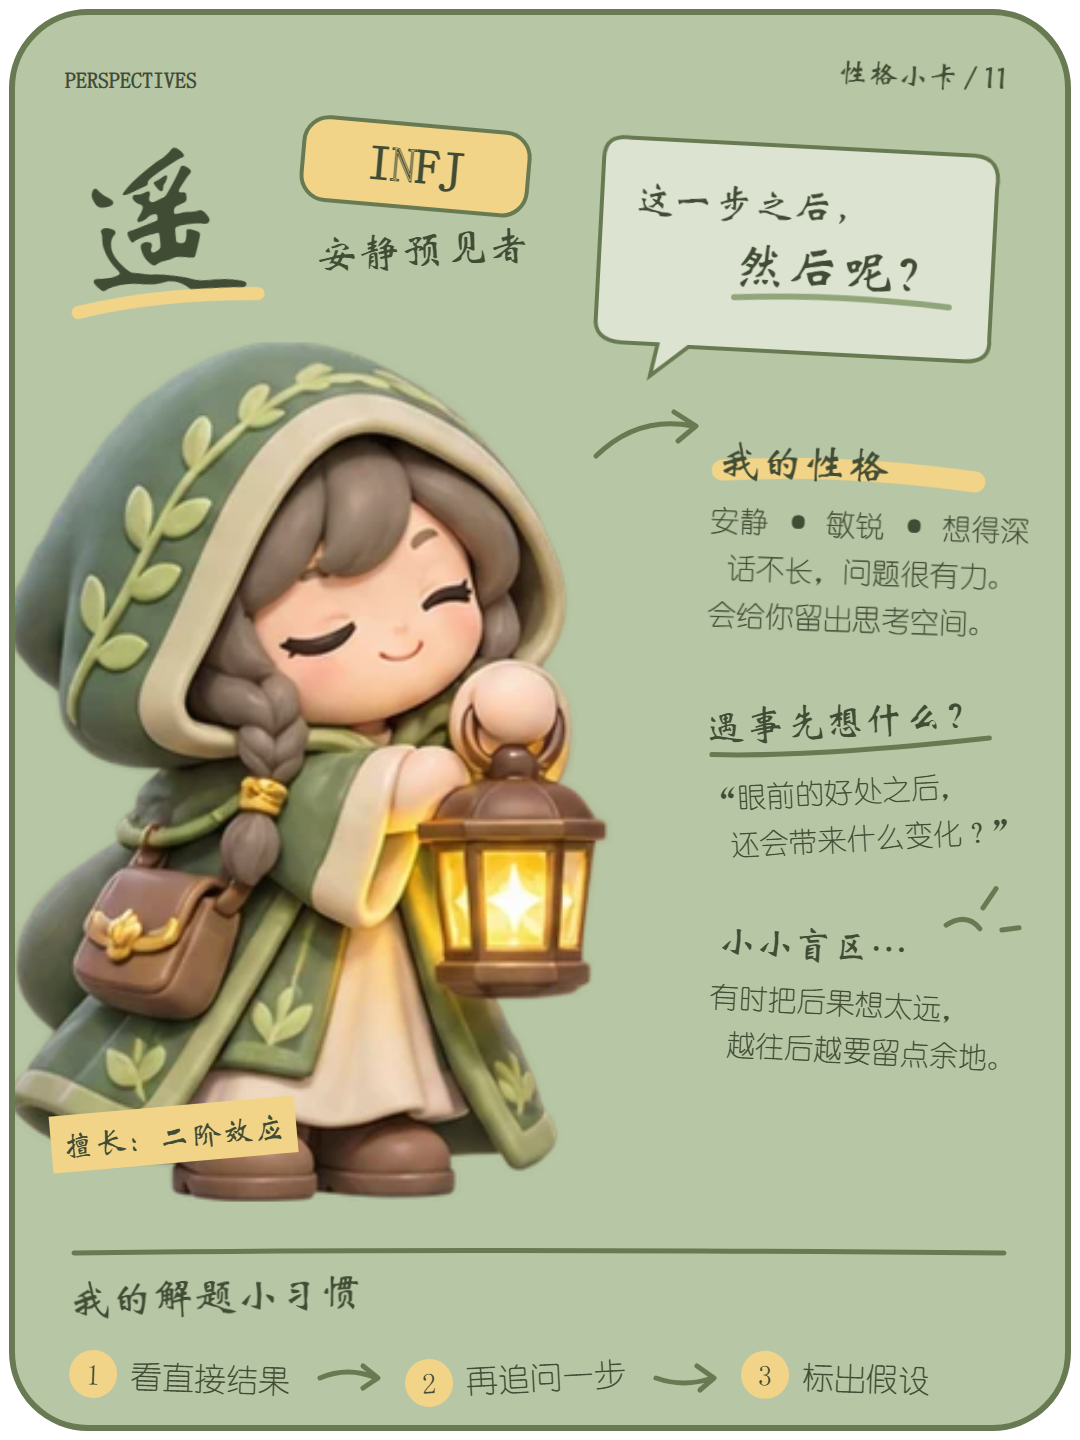 PERSPECTIVES
性格小卡 / 11
遥
INFJ
安静预见者
这一步之后，
然后呢？
我的性格
安静 • 敏锐 • 想得深
话不长，问题很有力。
会给你留出思考空间。
遇事先想什么？
“眼前的好处之后，
还会带来什么变化？”
小小盲区…
有时把后果想太远，
越往后越要留点余地。
擅长：二阶效应
我的解题小习惯
1 看直接结果
2 再追问一步
3 标出假设